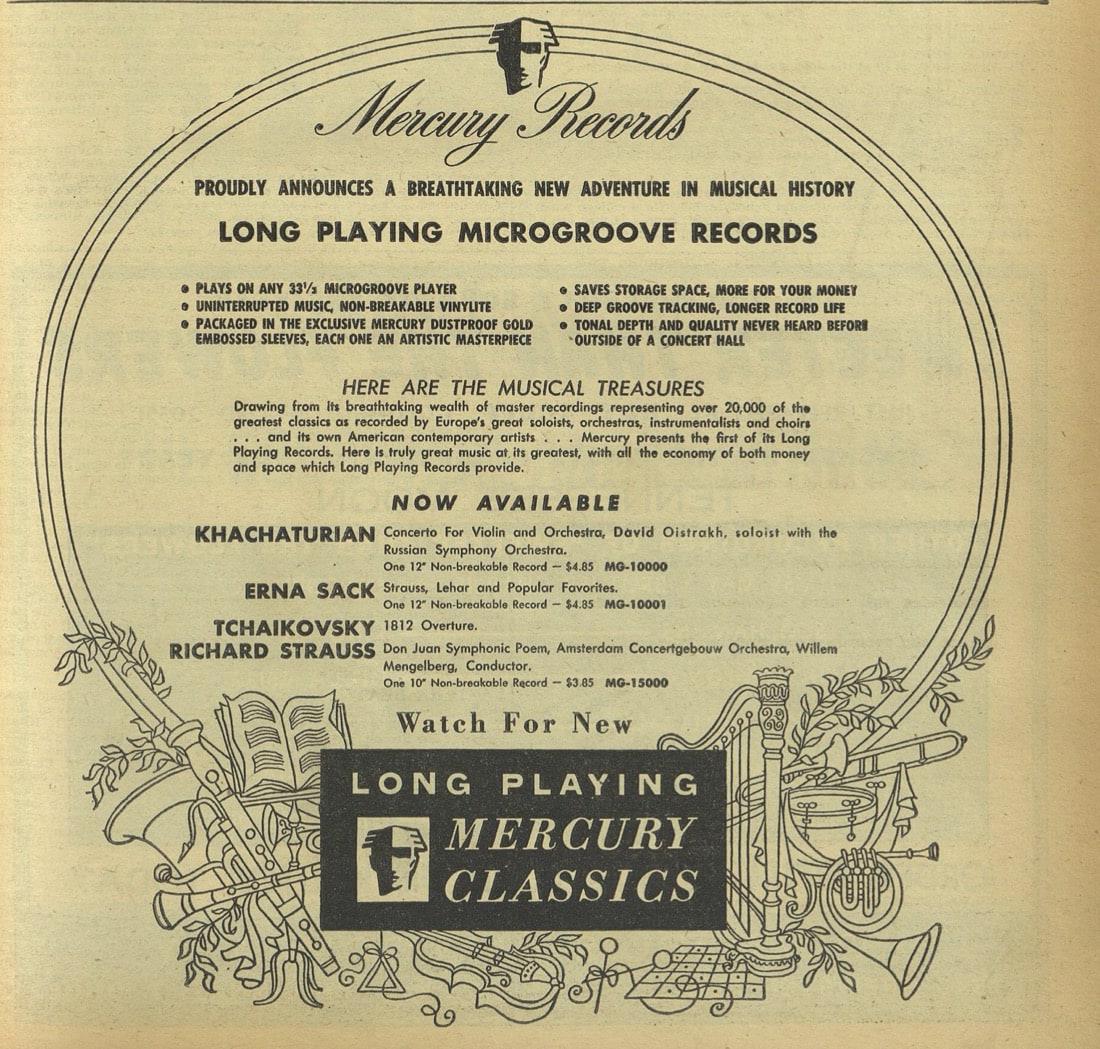 Mercury Records
PROUDLY ANNOUNCES A BREATHTAKING NEW ADVENTURE IN MUSICAL HISTORY
LONG PLAYING MICROGROOVE RECORDS
• PLAYS ON ANY 33⅓ MICROGROOVE PLAYER
• UNINTERRUPTED MUSIC, NON-BREAKABLE VINYLITE
• PACKAGED IN THE EXCLUSIVE MERCURY DUSTPROOF GOLD
EMBOSSED SLEEVES, EACH ONE AN ARTISTIC MASTERPIECE
• SAVES STORAGE SPACE, MORE FOR YOUR MONEY
• DEEP GROOVE TRACKING, LONGER RECORD LIFE
• TONAL DEPTH AND QUALITY NEVER HEARD BEFORE
OUTSIDE OF A CONCERT HALL
HERE ARE THE MUSICAL TREASURES
Drawing from its breathtaking wealth of master recordings representing over 20,000 of the
greatest classics as recorded by Europe's great soloists, orchestras, instrumentalists and choirs
. . . and its own American contemporary artists . . . Mercury presents the first of its Long
Playing Records. Here is truly great music at its greatest, with all the economy of both money
and space which Long Playing Records provide.
NOW AVAILABLE
KHACHATURIAN Concerto For Violin and Orchestra, David Oistrakh, soloist with the
Russian Symphony Orchestra.
One 12" Non-breakable Record — $4.85 MG-10000
ERNA SACK Strauss, Lehar and Popular Favorites.
One 12" Non-breakable Record — $4.85 MG-10001
TCHAIKOVSKY 1812 Overture.
RICHARD STRAUSS Don Juan Symphonic Poem, Amsterdam Concertgebouw Orchestra, Willem
Mengelberg, Conductor.
One 10" Non-breakable Record — $3.85 MG-15000
Watch For New
LONG PLAYING
MERCURY
CLASSICS